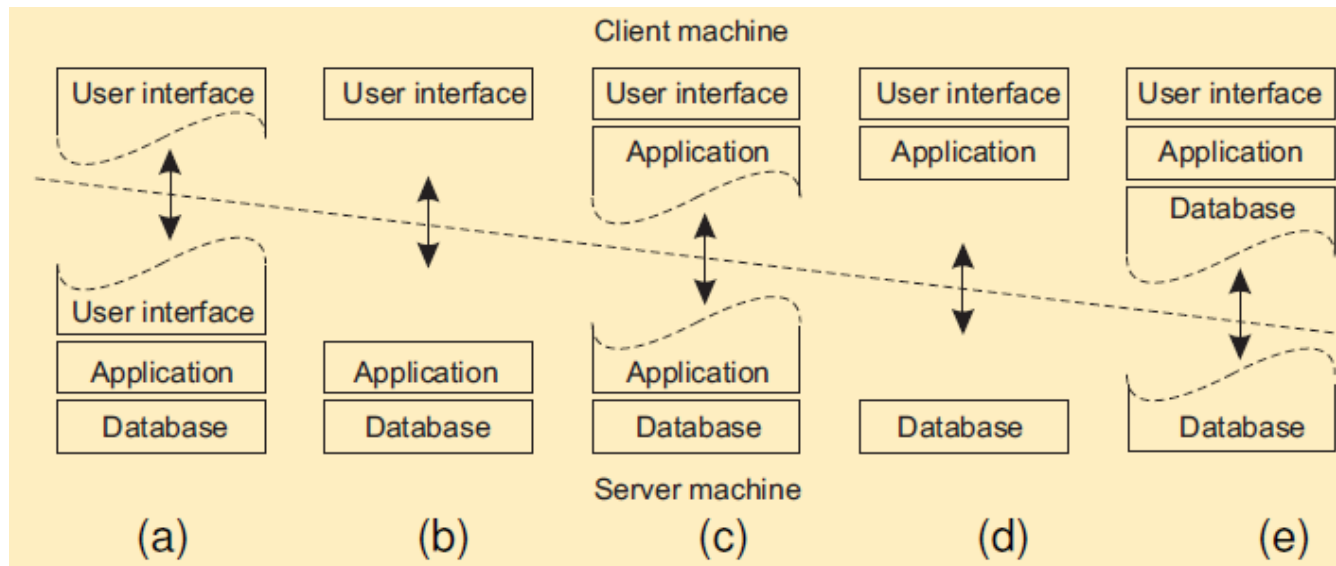 Client machine
User interface User interface User interface User interface User interface
Application Application Application
Database
User interface
Application Application Application
Database Database Database Database Database
Server machine
(a) (b) (c) (d) (e)